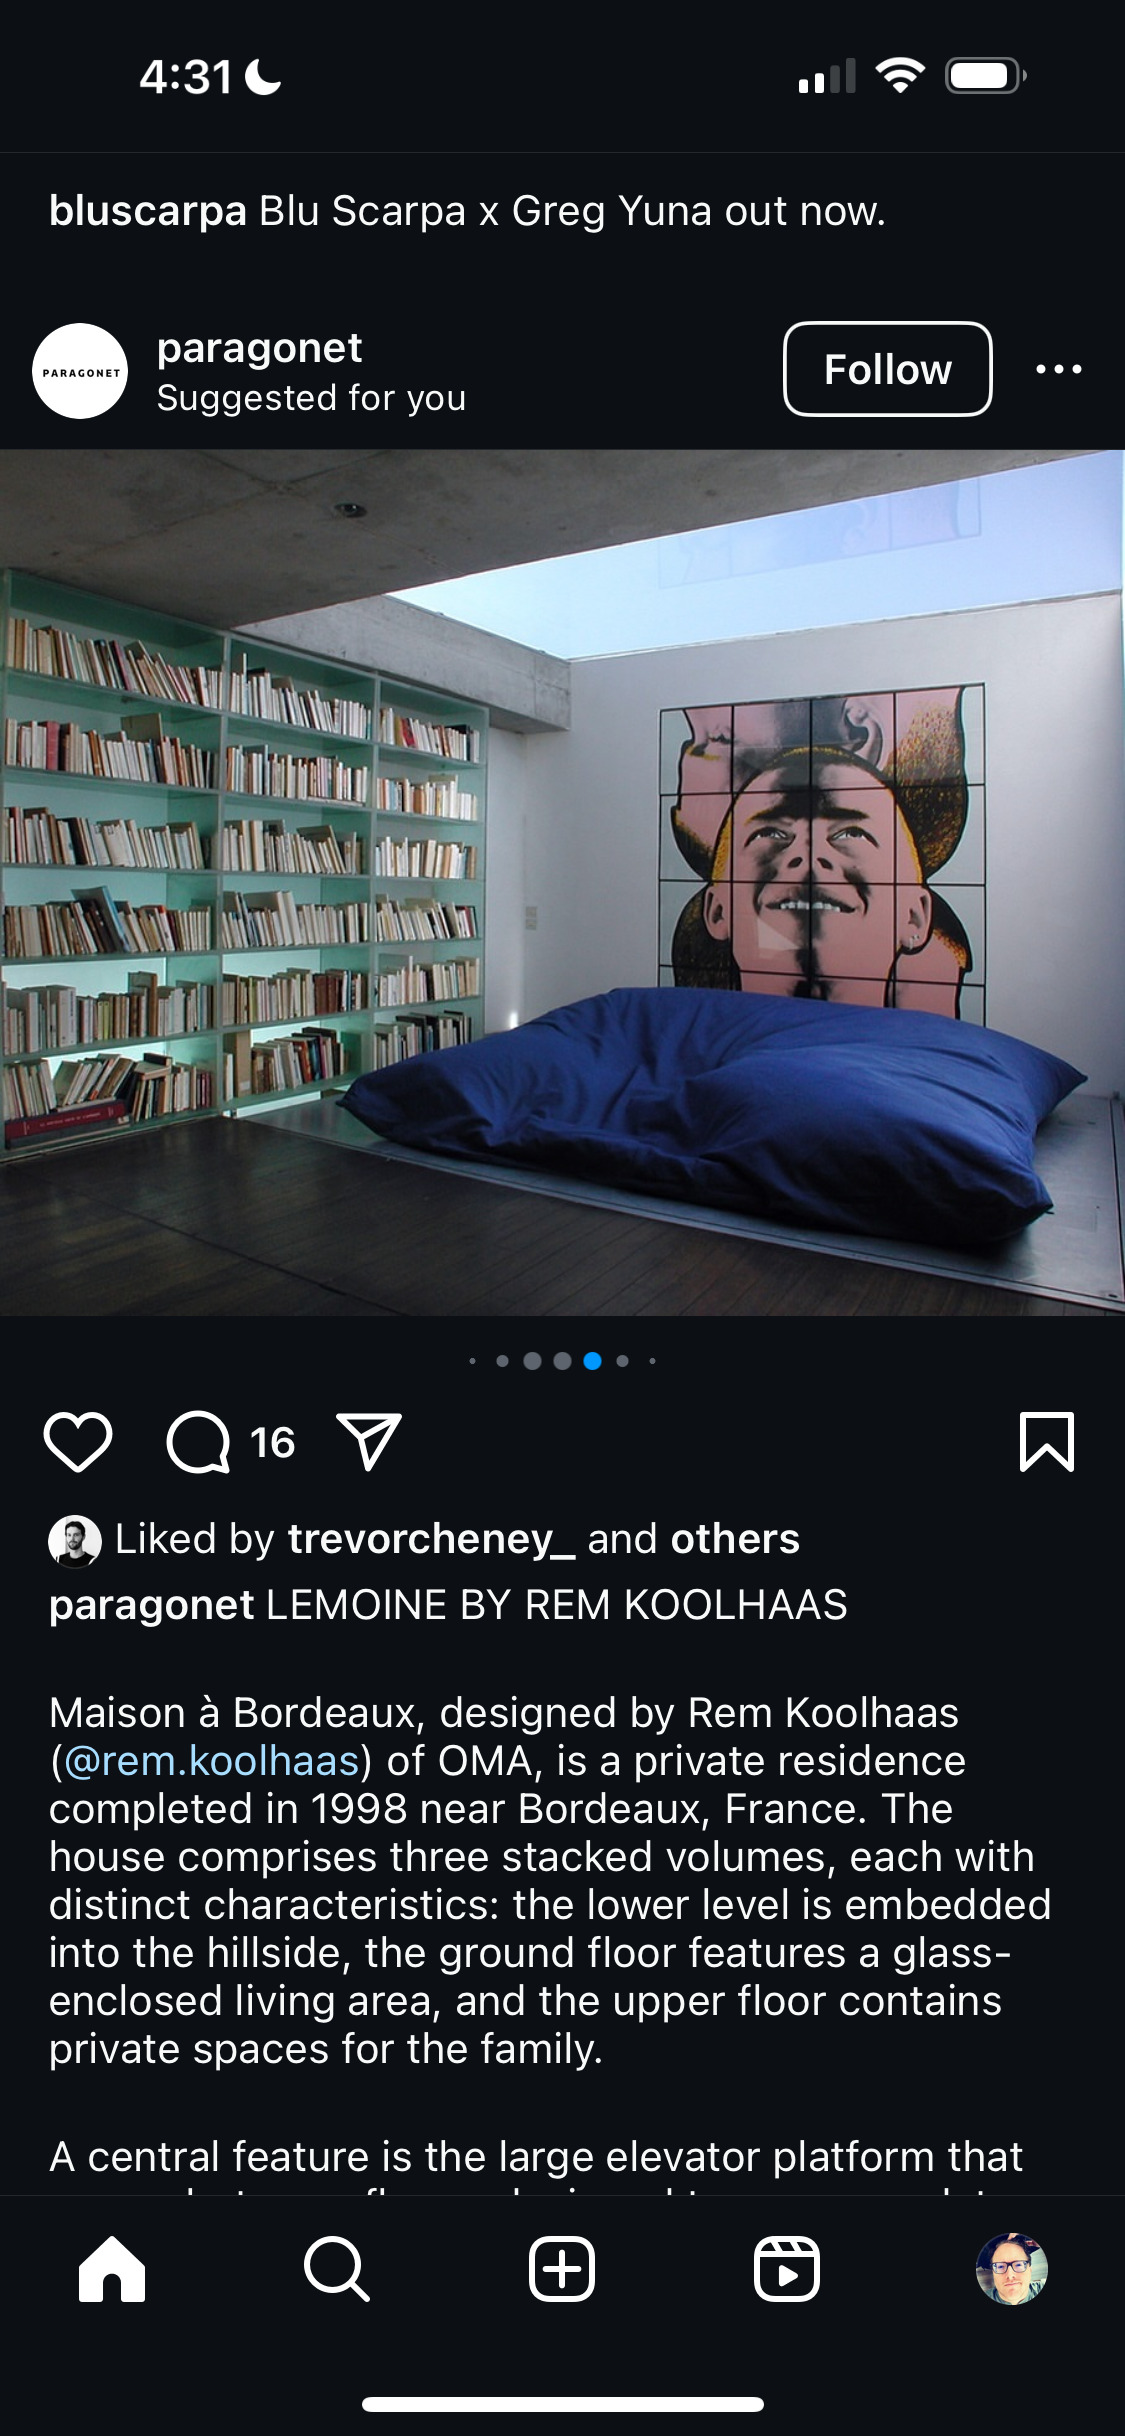 4:31
bluscarpa Blu Scarpa x Greg Yuna out now.
PARAGONET
paragonet
Suggested for you
Follow
16
Liked by trevorcheney_ and others
paragonet LEMOINE BY REM KOOLHAAS
Maison à Bordeaux, designed by Rem Koolhaas
(@rem.koolhaas) of OMA, is a private residence
completed in 1998 near Bordeaux, France. The
house comprises three stacked volumes, each with
distinct characteristics: the lower level is embedded
into the hillside, the ground floor features a glass-
enclosed living area, and the upper floor contains
private spaces for the family.
A central feature is the large elevator platform that